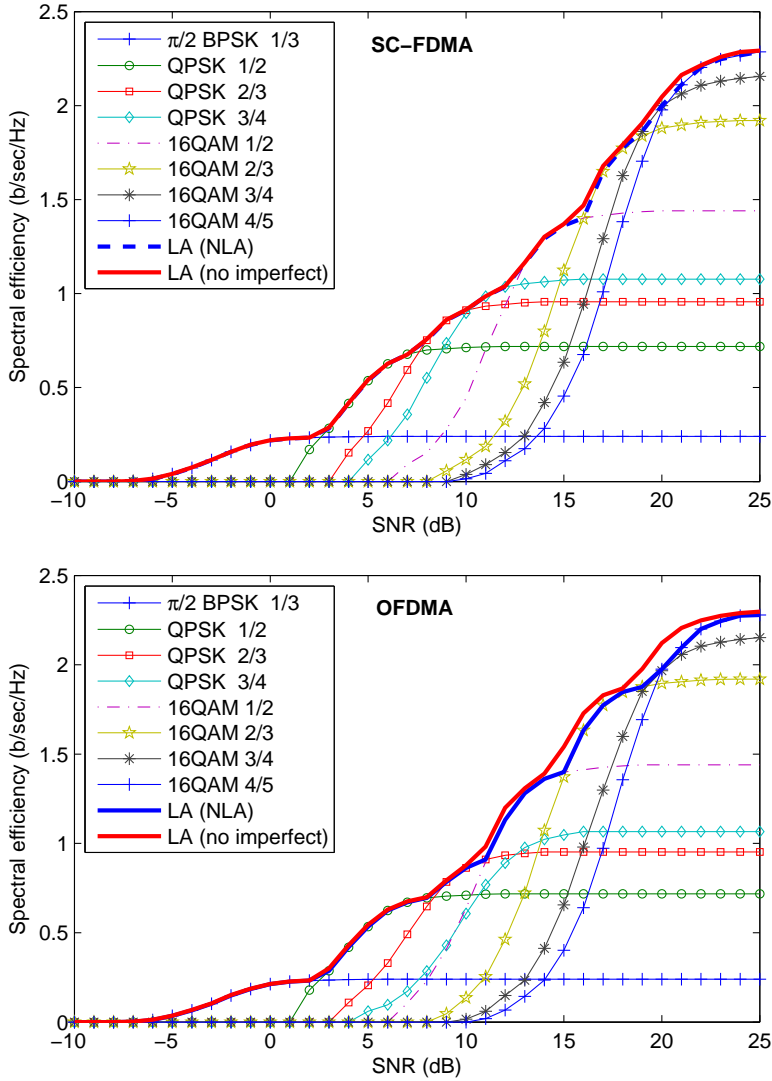 SC−FDMA
π/2 BPSK 1/3
QPSK 1/2
QPSK 2/3
QPSK 3/4
16QAM 1/2
16QAM 2/3
16QAM 3/4
16QAM 4/5
LA (NLA)
LA (no imperfect)
Spectral efficiency (b/sec/Hz)
2.5
2
1.5
1
0.5
0
−10
−5
0
5
10
15
20
25
SNR (dB)
OFDMA
π/2 BPSK 1/3
QPSK 1/2
QPSK 2/3
QPSK 3/4
16QAM 1/2
16QAM 2/3
16QAM 3/4
16QAM 4/5
LA (NLA)
LA (no imperfect)
Spectral efficiency (b/sec/Hz)
2.5
2
1.5
1
0.5
0
−10
−5
0
5
10
15
20
25
SNR (dB)